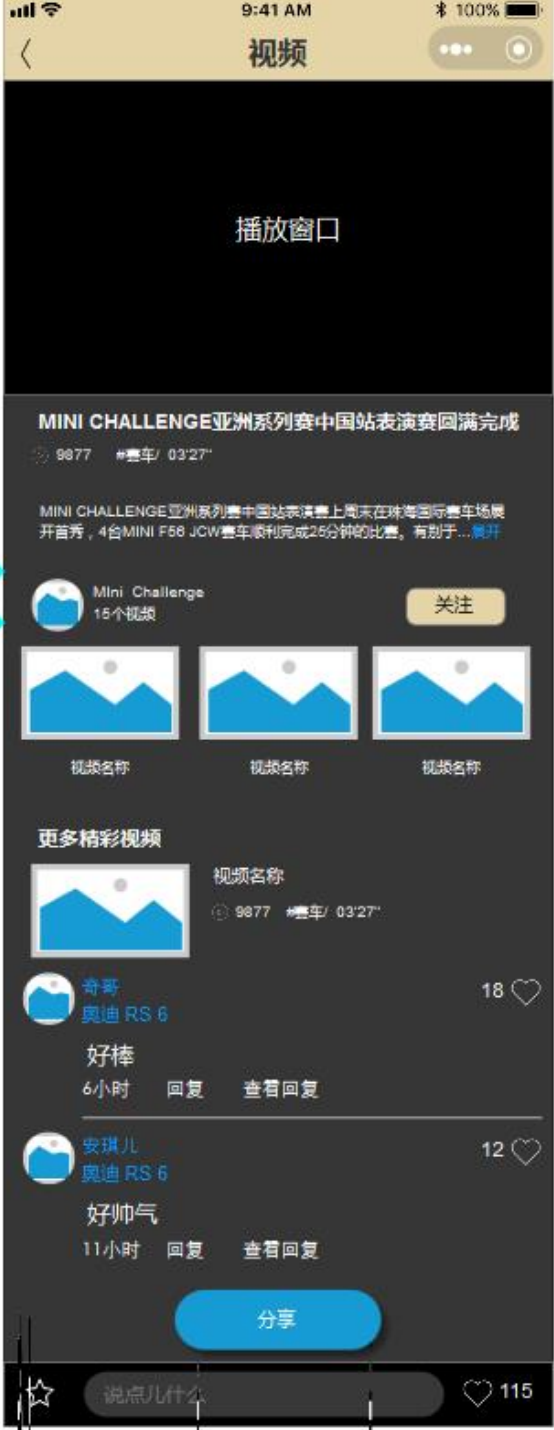 9:41 AM
100%
视频
播放窗口
MINI CHALLENGE亚洲系列赛中国站表演赛圆满完成
9877 #赛车/ 03'27"
MINI CHALLENGE亚洲系列赛中国站表演赛上周末在珠海国际赛车场展
开首秀，4台MINI F56 JCW赛车顺利完成25分钟的比赛。有别于...展开
Mini Challenge
15个视频
关注
视频名称 视频名称 视频名称
更多精彩视频
视频名称
9877 #赛车/ 03'27"
奇哥
18
奥迪 RS 6
好棒
6小时 回复 查看回复
安琪儿
12
奥迪 RS 6
好帅气
11小时 回复 查看回复
分享
说点儿什么
115